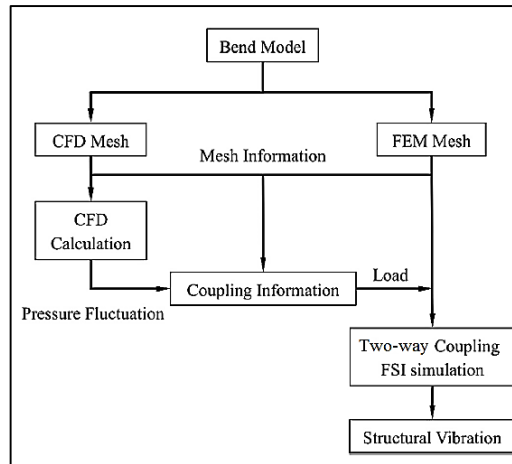 Bend Model
CFD Mesh
FEM Mesh
Mesh Information
CFD
Calculation
Coupling Information
Load
Pressure Fluctuation
Two-way Coupling
FSI simulation
Structural Vibration